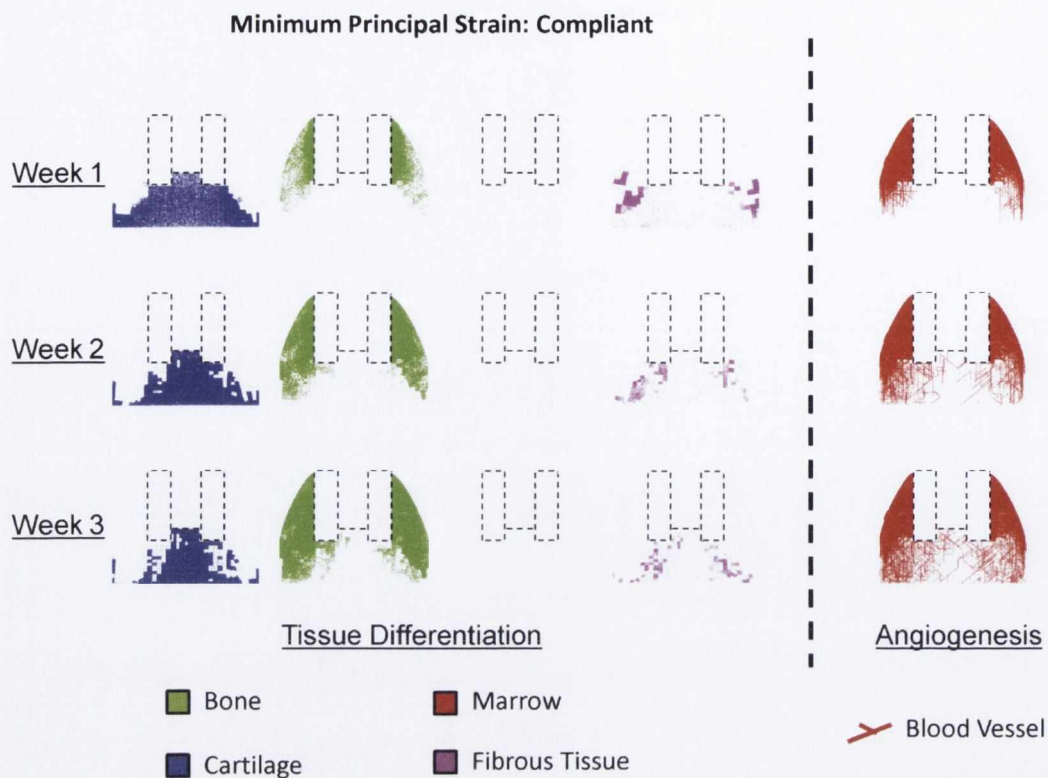 Minimum Principal Strain: Compliant
Week 1
Week 2
Week 3
Tissue Differentiation
Angiogenesis
Bone
Marrow
Cartilage
Fibrous Tissue
Blood Vessel